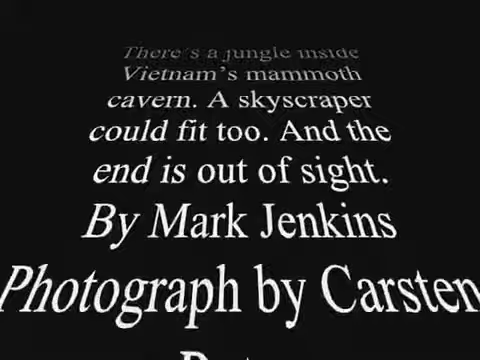 There's a jungle inside
Vietnam's mammoth
cavern. A skyscraper
could fit too. And the
end is out of sight.
By Mark Jenkins
Photograph by Carsten